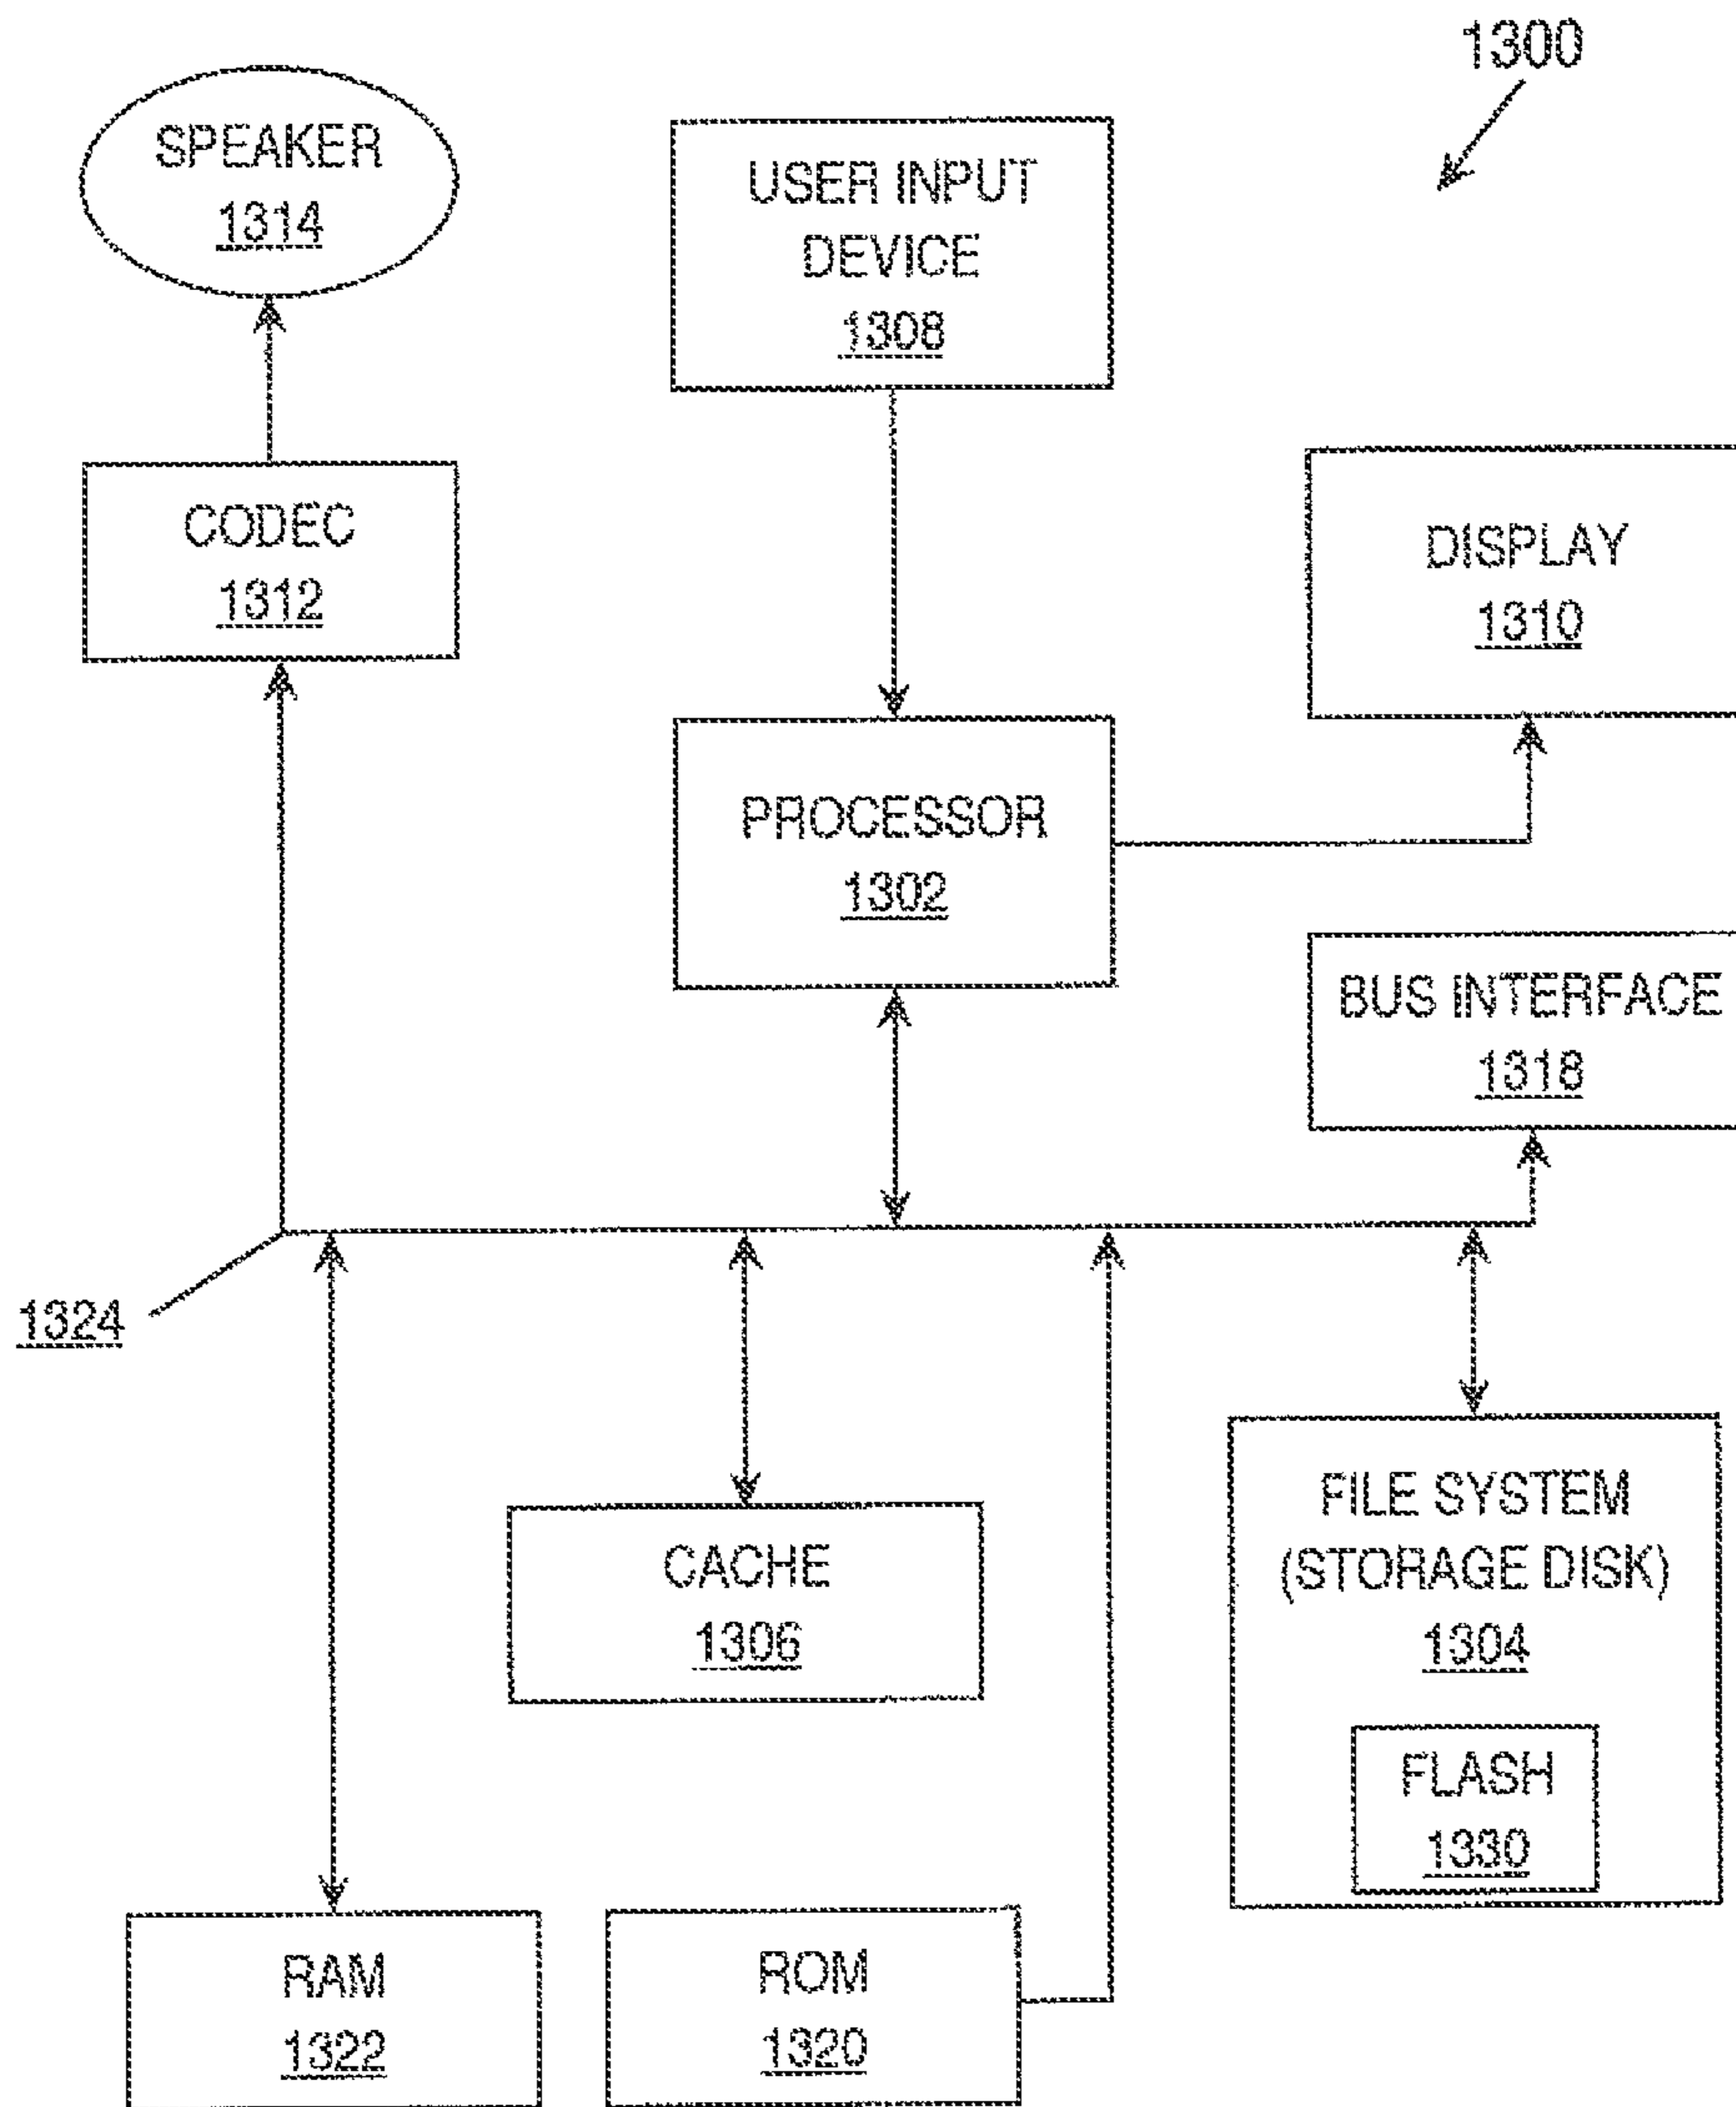 1300
SPEAKER
1314
USER INPUT
DEVICE
1308
CODEC
1312
DISPLAY
1310
PROCESSOR
1302
BUS INTERFACE
1318
1324
CACHE
1306
FILE SYSTEM
(STORAGE DISK)
1304
FLASH
1330
RAM
1322
ROM
1320